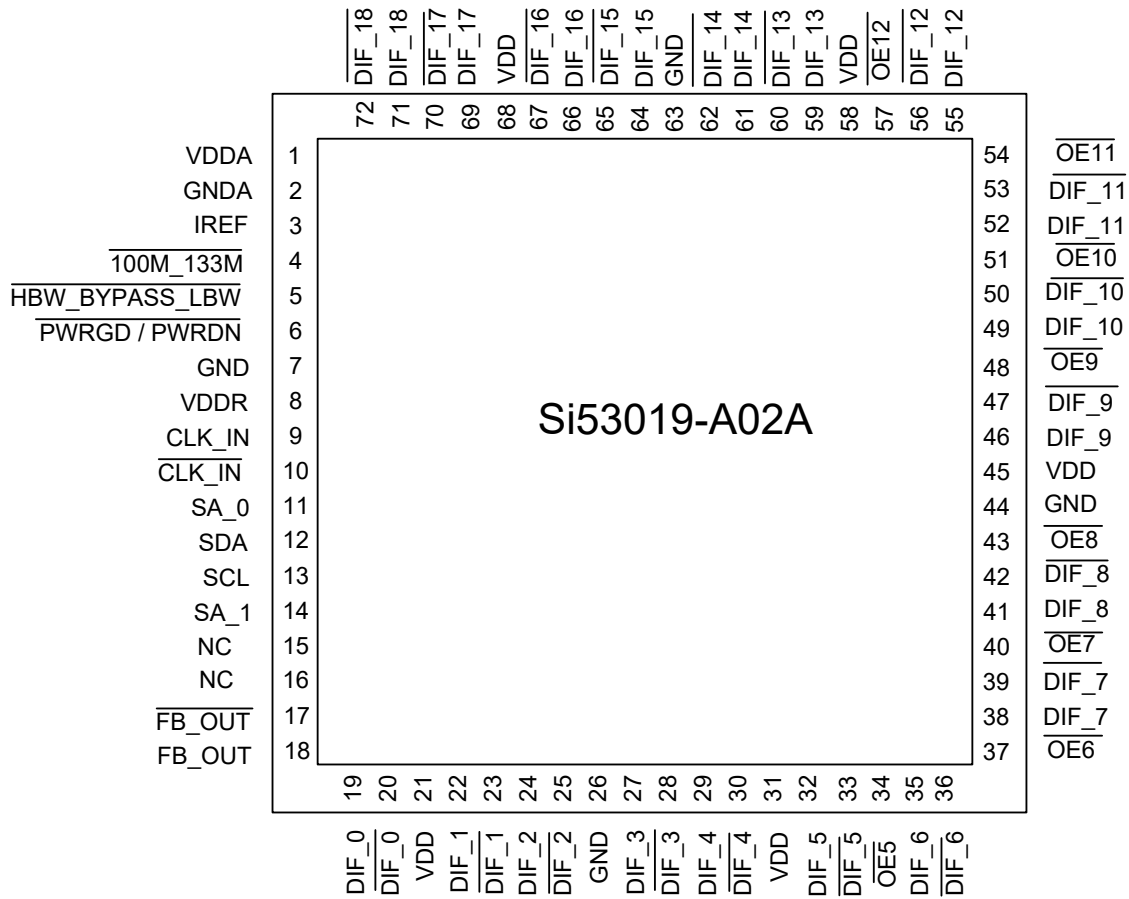 DIF_18
DIF_18
DIF_17
DIF_17
VDD
DIF_16
DIF_16
DIF_15
DIF_15
GND
DIF_14
DIF_14
DIF_13
DIF_13
VDD
OE12
DIF_12
DIF_12
72
71
70
69
68
67
66
65
64
63
62
61
60
59
58
57
56
55
VDDA 1
GNDA 2
IREF 3
100M_133M 4
HBW_BYPASS_LBW 5
PWRGD / PWRDN 6
GND 7
VDDR 8
CLK_IN 9
CLK_IN 10
SA_0 11
SDA 12
SCL 13
SA_1 14
NC 15
NC 16
FB_OUT 17
FB_OUT 18
Si53019-A02A
54 OE11
53 DIF_11
52 DIF_11
51 OE10
50 DIF_10
49 DIF_10
48 OE9
47 DIF_9
46 DIF_9
45 VDD
44 GND
43 OE8
42 DIF_8
41 DIF_8
40 OE7
39 DIF_7
38 DIF_7
37 OE6
19
20
21
22
23
24
25
26
27
28
29
30
31
32
33
34
35
36
DIF_0
DIF_0
VDD
DIF_1
DIF_1
DIF_2
DIF_2
GND
DIF_3
DIF_3
DIF_4
DIF_4
VDD
DIF_5
DIF_5
OE5
DIF_6
DIF_6